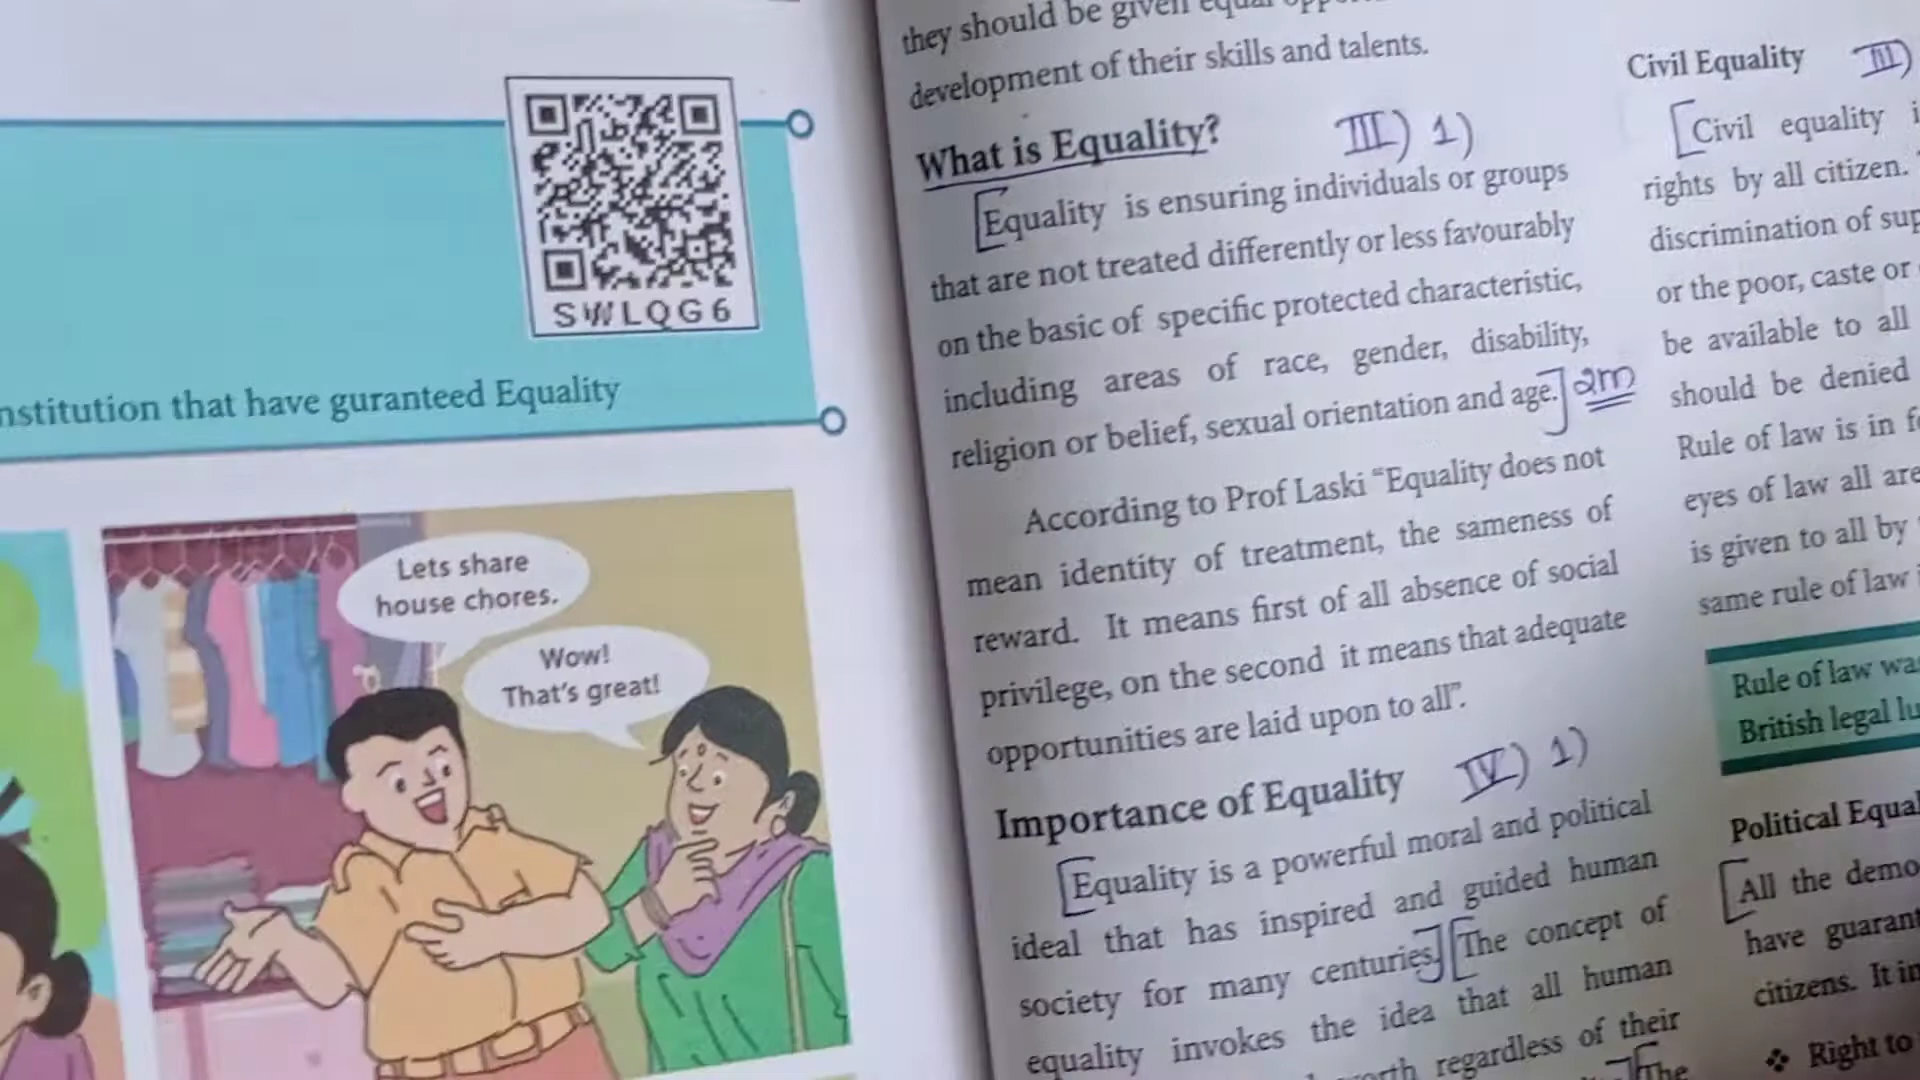 SWLQG6
nstitution that have guranteed Equality
Lets share
house chores.
Wow!
That's great!
they should be given equal
development of their skills and talents.
What is Equality? III) 1)
[Equality is ensuring individuals or groups
that are not treated differently or less favourably
on the basic of specific protected characteristic,
including areas of race, gender, disability,
religion or belief, sexual orientation and age.] 2m
According to Prof Laski “Equality does not
mean identity of treatment, the sameness of
reward. It means first of all absence of social
privilege, on the second it means that adequate
opportunities are laid upon to all”.
Importance of Equality IV) 1)
[Equality is a powerful moral and political
ideal that has inspired and guided human
society for many centuries.] [The concept of
equality invokes the idea that all human
regardless of their
The
Civil Equality III)
[Civil equality
rights by all citizen.
discrimination of
or the poor, caste or
be available to all
should be denied
Rule of law is in
eyes of law all are
is given to all by
same rule of law
Rule of law
British legal
Political
[All the
have
citizens. It
❖ Right to